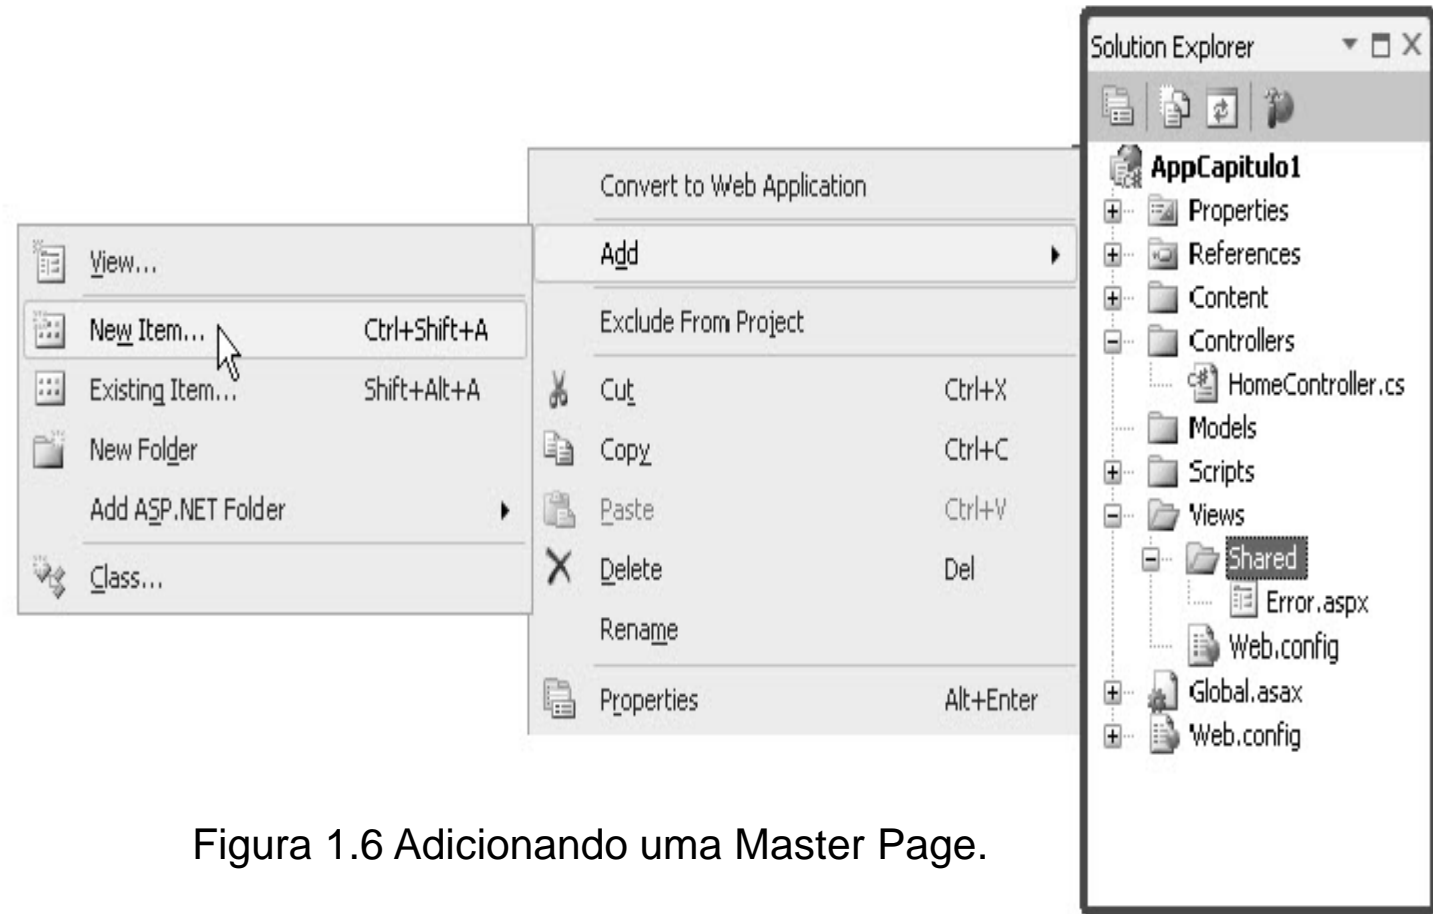 View...
New Item... Ctrl+Shift+A
Existing Item... Shift+Alt+A
New Folder
Add ASP.NET Folder
Class...
Convert to Web Application
Add
Exclude From Project
Cut Ctrl+X
Copy Ctrl+C
Paste Ctrl+V
Delete Del
Rename
Properties Alt+Enter
Solution Explorer
AppCapitulo1
Properties
References
Content
Controllers
HomeController.cs
Models
Scripts
Views
Shared
Error.aspx
Web.config
Global.asax
Web.config
Figura 1.6 Adicionando uma Master Page.